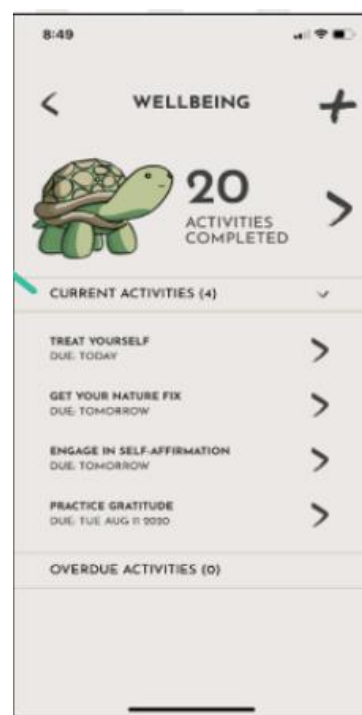 8:49
WELLBEING
20
ACTIVITIES
COMPLETED
CURRENT ACTIVITIES (4)
TREAT YOURSELF
DUE: TODAY
GET YOUR NATURE FIX
DUE: TOMORROW
ENGAGE IN SELF-AFFIRMATION
DUE: TOMORROW
PRACTICE GRATITUDE
DUE: TUE AUG 11 2020
OVERDUE ACTIVITIES (0)